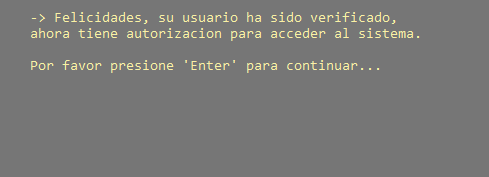 -> Felicidades, su usuario ha sido verificado,
ahora tiene autorizacion para acceder al sistema.
Por favor presione 'Enter' para continuar...